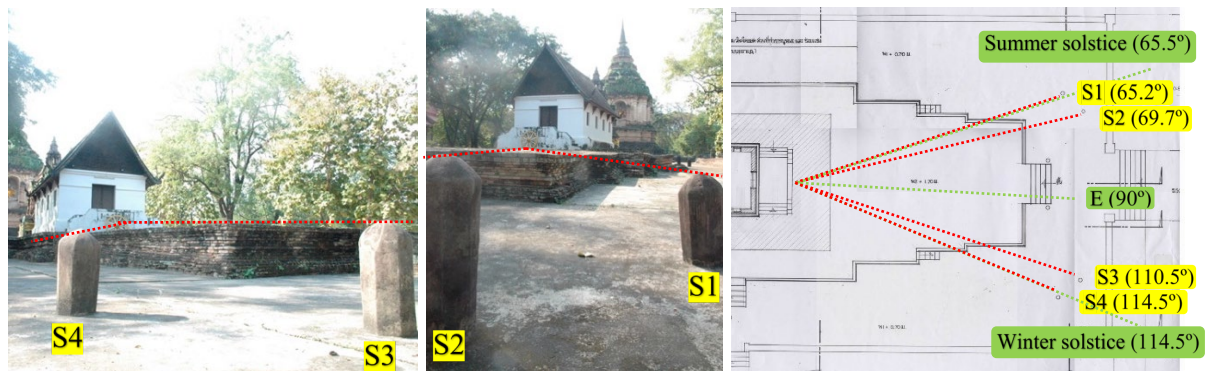 S4
S3
S2
S1
Summer solstice (65.5º)
S1 (65.2º)
S2 (69.7º)
E (90º)
S3 (110.5º)
S4 (114.5º)
Winter solstice (114.5º)